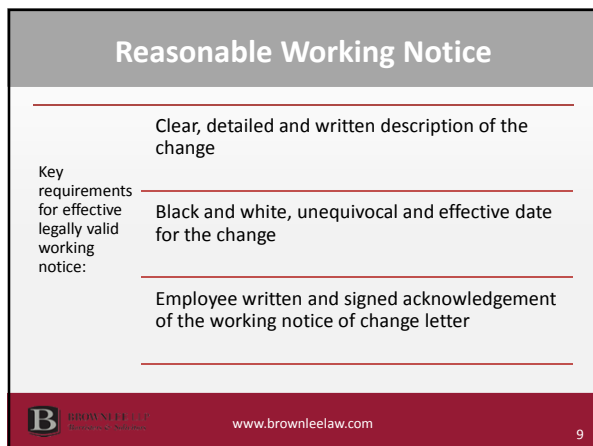 Reasonable Working Notice
Key
requirements
for effective
legally valid
working
notice:
Clear, detailed and written description of the
change
Black and white, unequivocal and effective date
for the change
Employee written and signed acknowledgement
of the working notice of change letter
B
BROWNLEE LLP
www.brownleelaw.com
9